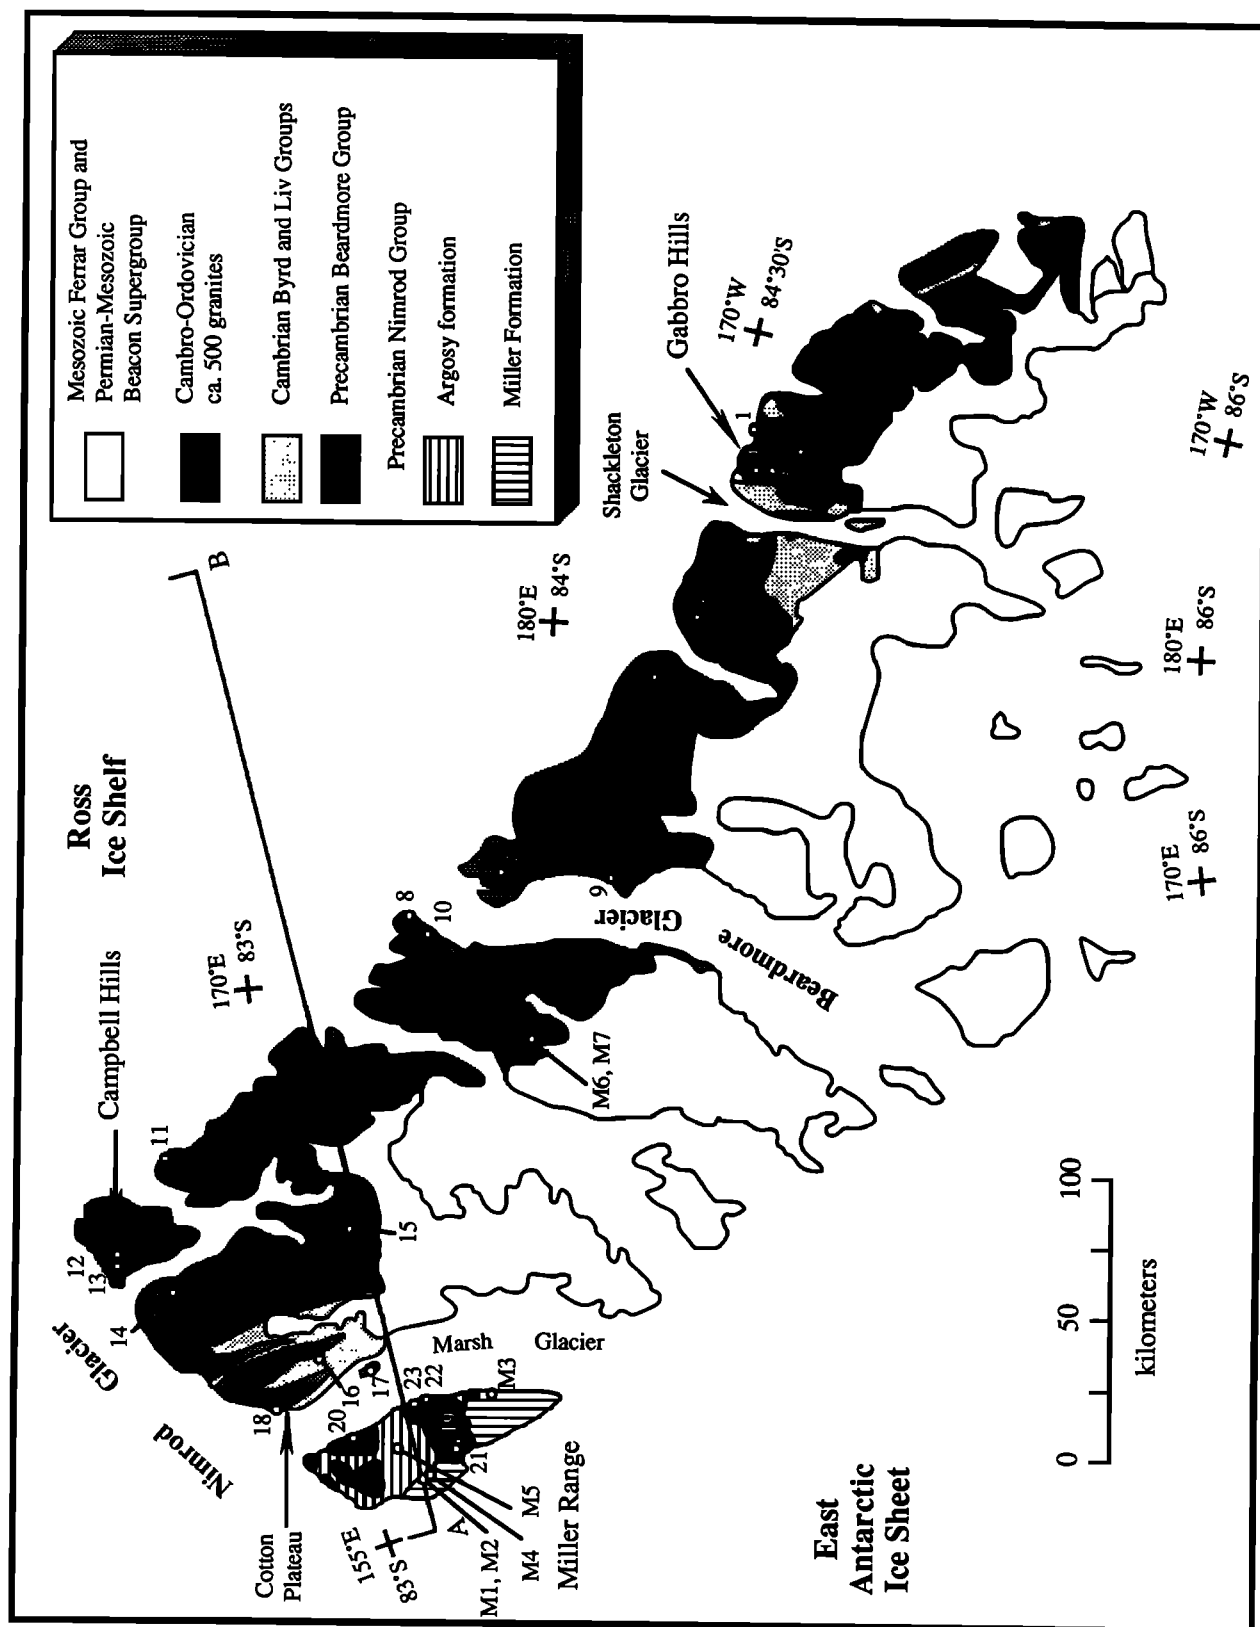 Mesozoic Ferrar Group and
Permian-Mesozoic
Beacon Supergroup
Cambro-Ordovician
ca. 500 granites
Cambrian Byrd and Liv Groups
Precambrian Beardmore Group
Precambrian Nimrod Group
Argosy formation
Miller Formation
Ross
Ice Shelf
B
Campbell Hills
170°E
83°S
180°E
84°S
Shackleton
Glacier
Gabbro Hills
170°W
84°30'S
1
170°W
86°S
180°E
86°S
170°E
86°S
8
10
9
Glacier
Beardmore
M6, M7
11
12
13
14
15
Glacier
Nimrod
16
17
18
20
23
22
M3
21
Marsh
Glacier
Cotton
Plateau
155°E
83°S
A
M1, M2
M4
M5
Miller Range
East
Antarctic
Ice Sheet
0
50
100
kilometers